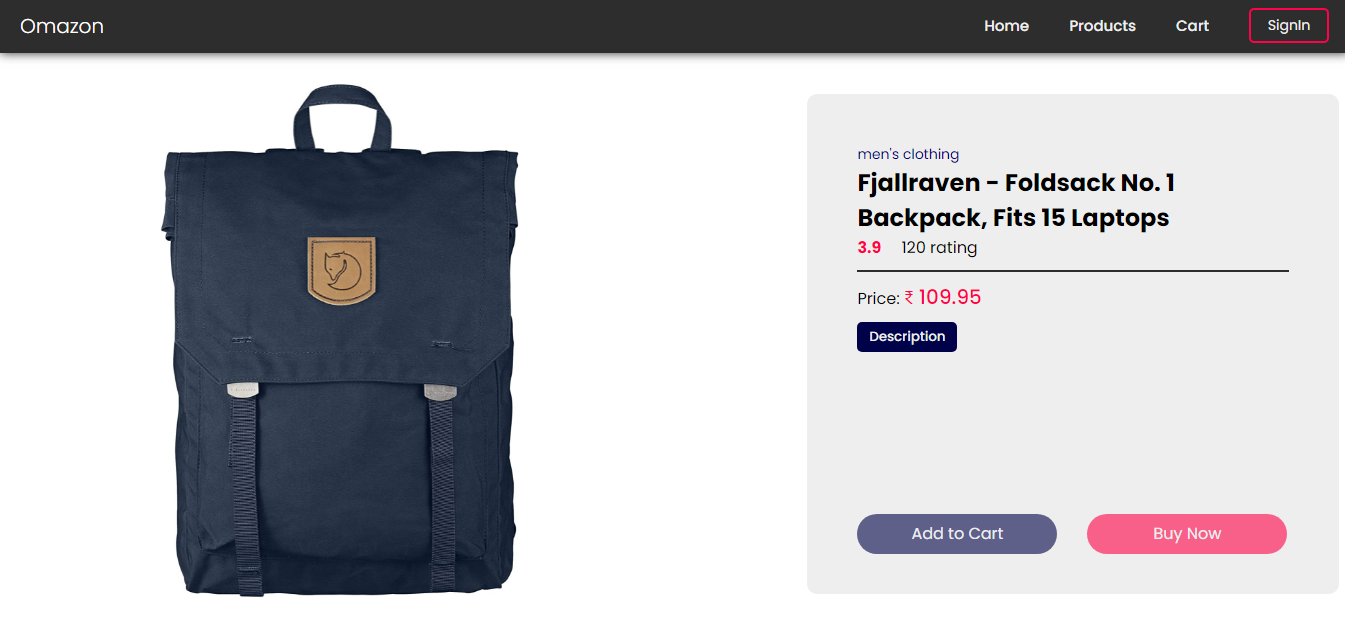 Omazon
Home
Products
Cart
SignIn
men's clothing
Fjallraven - Foldsack No. 1
Backpack, Fits 15 Laptops
3.9 120 rating
Price: ₹ 109.95
Description
Add to Cart
Buy Now